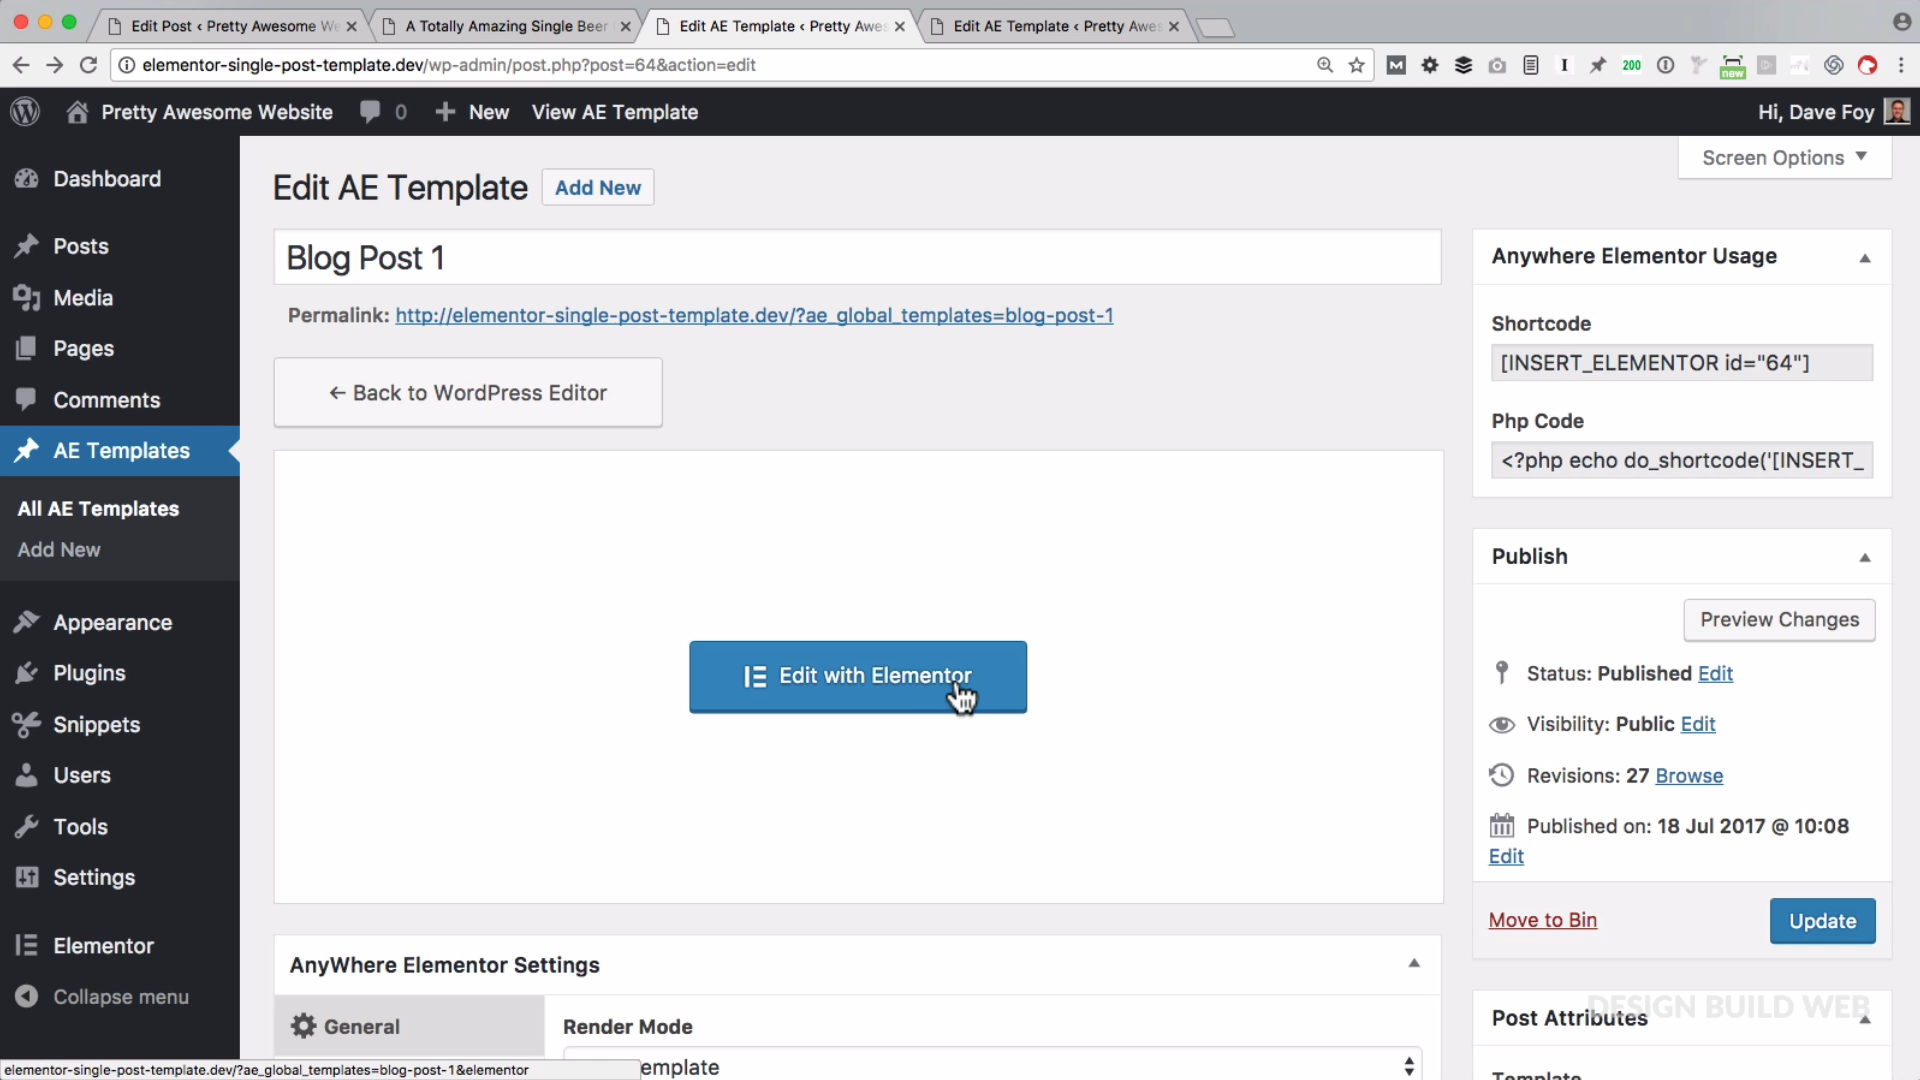 Edit Post ‹ Pretty Awesome We
A Totally Amazing Single Beer
Edit AE Template ‹ Pretty Awes
Edit AE Template ‹ Pretty Awes
elementor-single-post-template.dev/wp-admin/post.php?post=64&action=edit
200
new
Pretty Awesome Website
0
New
View AE Template
Hi, Dave Foy
Dashboard
Posts
Media
Pages
Comments
AE Templates
All AE Templates
Add New
Appearance
Plugins
Snippets
Users
Tools
Settings
Elementor
Collapse menu
Screen Options
Edit AE Template
Add New
Blog Post 1
Permalink: http://elementor-single-post-template.dev/?ae_global_templates=blog-post-1
← Back to WordPress Editor
Edit with Elementor
AnyWhere Elementor Settings
General
Render Mode
emplate
Anywhere Elementor Usage
Shortcode
[INSERT_ELEMENTOR id="64"]
Php Code
<?php echo do_shortcode('[INSERT_
Publish
Preview Changes
Status: Published Edit
Visibility: Public Edit
Revisions: 27 Browse
Published on: 18 Jul 2017 @ 10:08
Edit
Move to Bin
Update
Post Attributes
DESIGN BUILD WEB
Template
elementor-single-post-template.dev/?ae_global_templates=blog-post-1&elementor